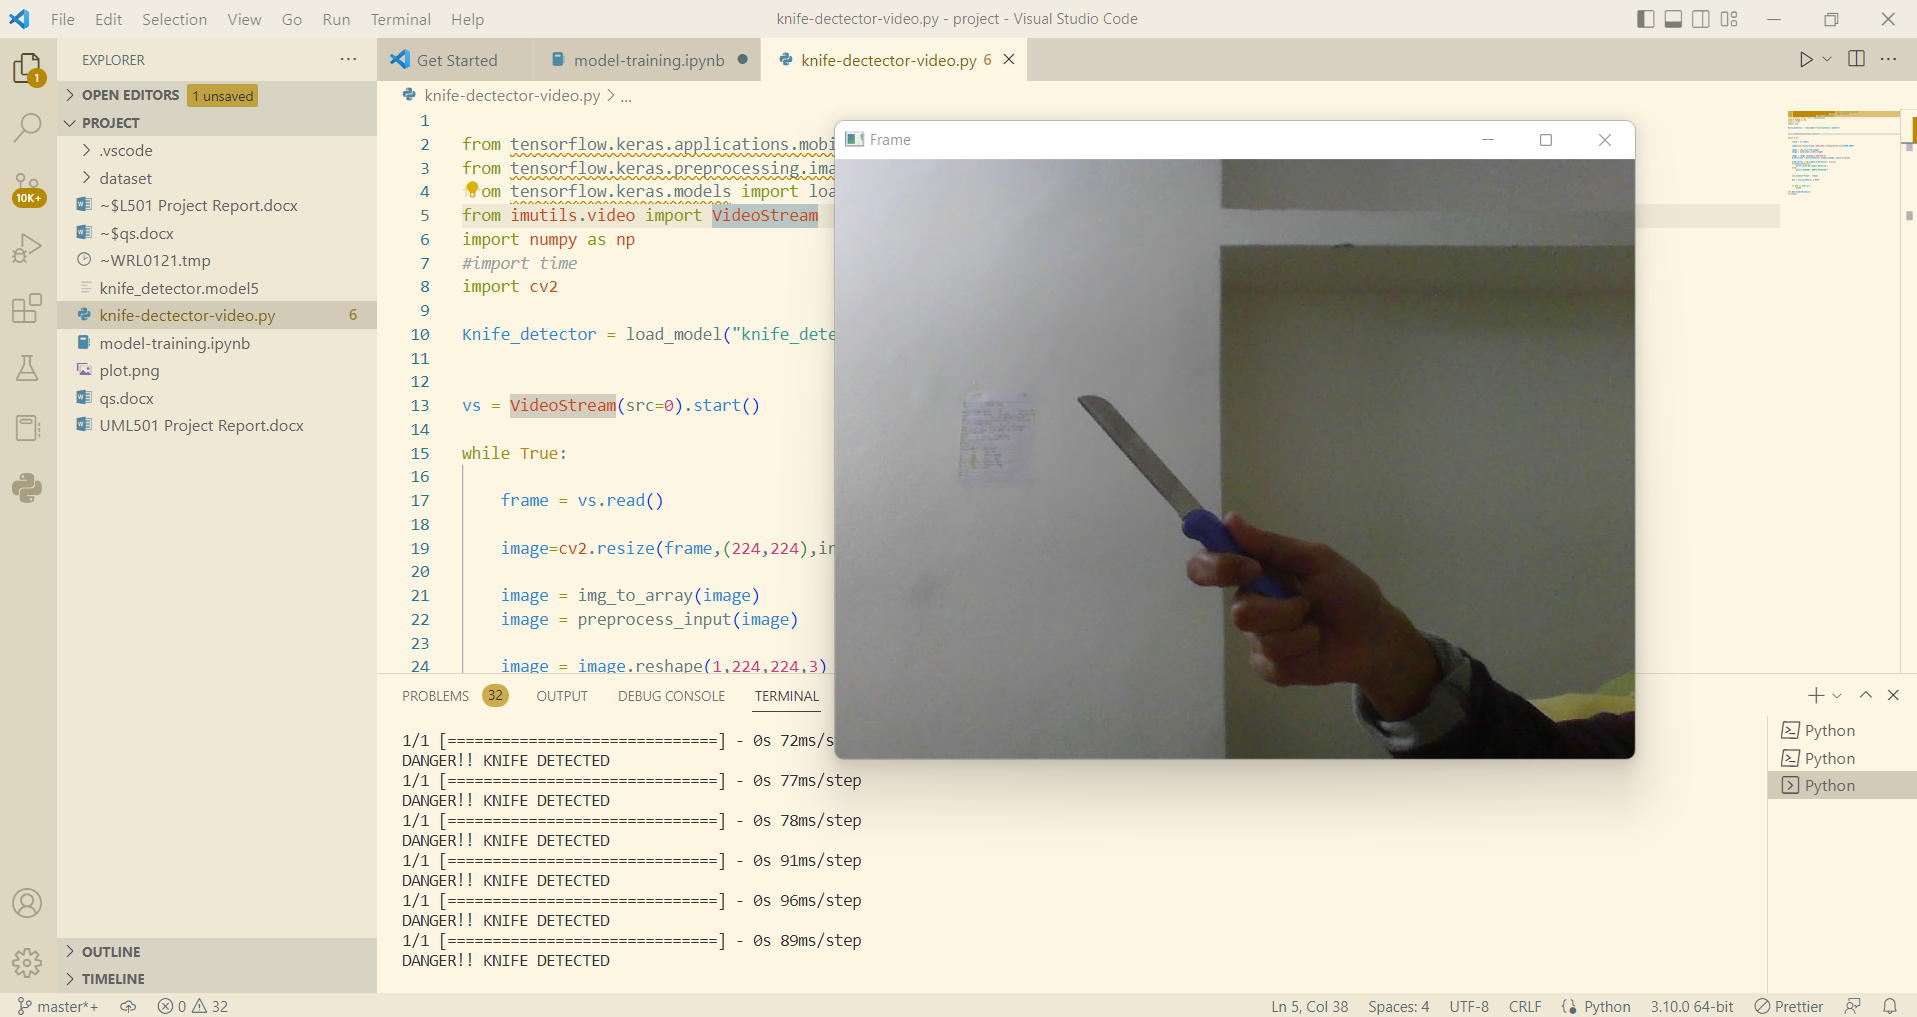 File Edit Selection View Go Run Terminal Help
knife-dectector-video.py - project - Visual Studio Code
EXPLORER
OPEN EDITORS 1 unsaved
PROJECT
.vscode
dataset
~$L501 Project Report.docx
~$qs.docx
~WRL0121.tmp
knife_detector.model5
knife-dectector-video.py 6
model-training.ipynb
plot.png
qs.docx
UML501 Project Report.docx
OUTLINE
TIMELINE
1
10K+
Get Started
model-training.ipynb
knife-dectector-video.py 6
knife-dectector-video.py > ...
1
2 from tensorflow.keras.applications.mobi
3 from tensorflow.keras.preprocessing.ima
4 om tensorflow.keras.models import loa
5 from imutils.video import VideoStream
6 import numpy as np
7 #import time
8 import cv2
9
10 Knife_detector = load_model("knife_dete
11
12
13 vs = VideoStream(src=0).start()
14
15 while True:
16
17 frame = vs.read()
18
19 image=cv2.resize(frame,(224,224),in
20
21 image = img_to_array(image)
22 image = preprocess_input(image)
23
24 image = image.reshape(1,224,224,3)
Frame
PROBLEMS 32 OUTPUT DEBUG CONSOLE TERMINAL
1/1 [==============================] - 0s 72ms/s
DANGER!! KNIFE DETECTED
1/1 [==============================] - 0s 77ms/step
DANGER!! KNIFE DETECTED
1/1 [==============================] - 0s 78ms/step
DANGER!! KNIFE DETECTED
1/1 [==============================] - 0s 91ms/step
DANGER!! KNIFE DETECTED
1/1 [==============================] - 0s 96ms/step
DANGER!! KNIFE DETECTED
1/1 [==============================] - 0s 89ms/step
DANGER!! KNIFE DETECTED
Python
Python
Python
master*+ 0 32
Ln 5, Col 38 Spaces: 4 UTF-8 CRLF Python 3.10.0 64-bit Prettier